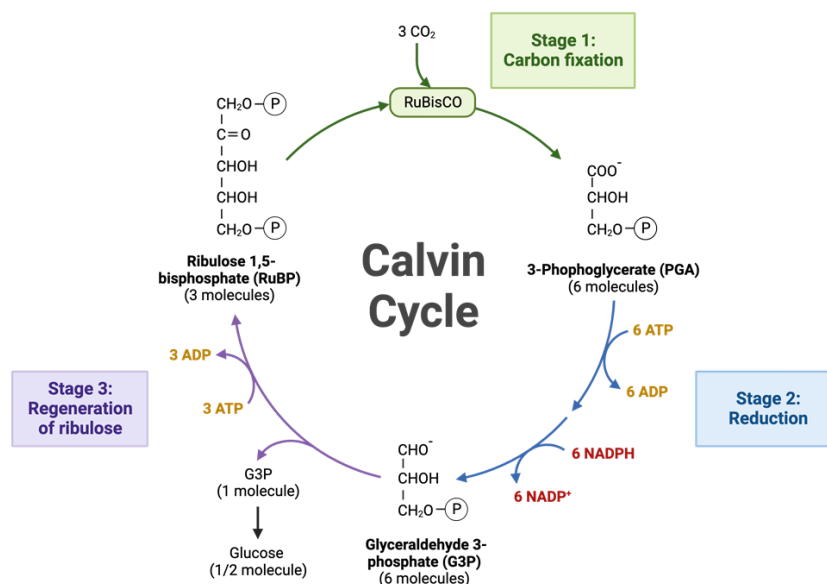 3 CO₂
Stage 1:
Carbon fixation
RuBisCO
CH₂O–P
C=O
CHOH
CHOH
CH₂O–P
Ribulose 1,5-
bisphosphate (RuBP)
(3 molecules)
COO⁻
CHOH
CH₂O–P
3-Phophoglycerate (PGA)
(6 molecules)
Calvin
Cycle
6 ATP
6 ADP
Stage 2:
Reduction
6 NADPH
6 NADP⁺
CHO⁻
CHOH
CH₂O–P
Glyceraldehyde 3-
phosphate (G3P)
(6 molecules)
Stage 3:
Regeneration
of ribulose
3 ADP
3 ATP
G3P
(1 molecule)
Glucose
(1/2 molecule)